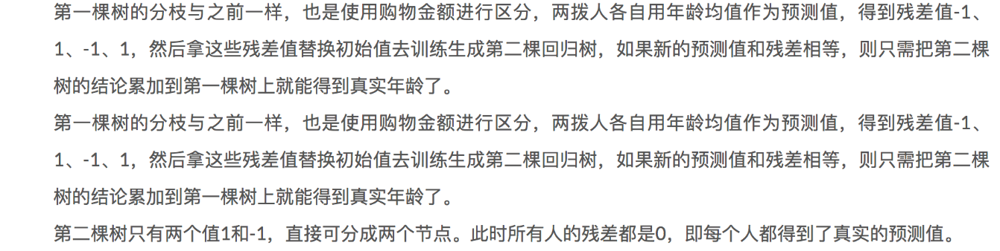 第一棵树的分枝与之前一样，也是使用购物金额进行区分，两拨人各自用年龄均值作为预测值，得到残差值-1、
1、-1、1，然后拿这些残差值替换初始值去训练生成第二棵回归树，如果新的预测值和残差相等，则只需把第二棵
树的结论累加到第一棵树上就能得到真实年龄了。
第一棵树的分枝与之前一样，也是使用购物金额进行区分，两拨人各自用年龄均值作为预测值，得到残差值-1、
1、-1、1，然后拿这些残差值替换初始值去训练生成第二棵回归树，如果新的预测值和残差相等，则只需把第二棵
树的结论累加到第一棵树上就能得到真实年龄了。
第二棵树只有两个值1和-1，直接可分成两个节点。此时所有人的残差都是0，即每个人都得到了真实的预测值。